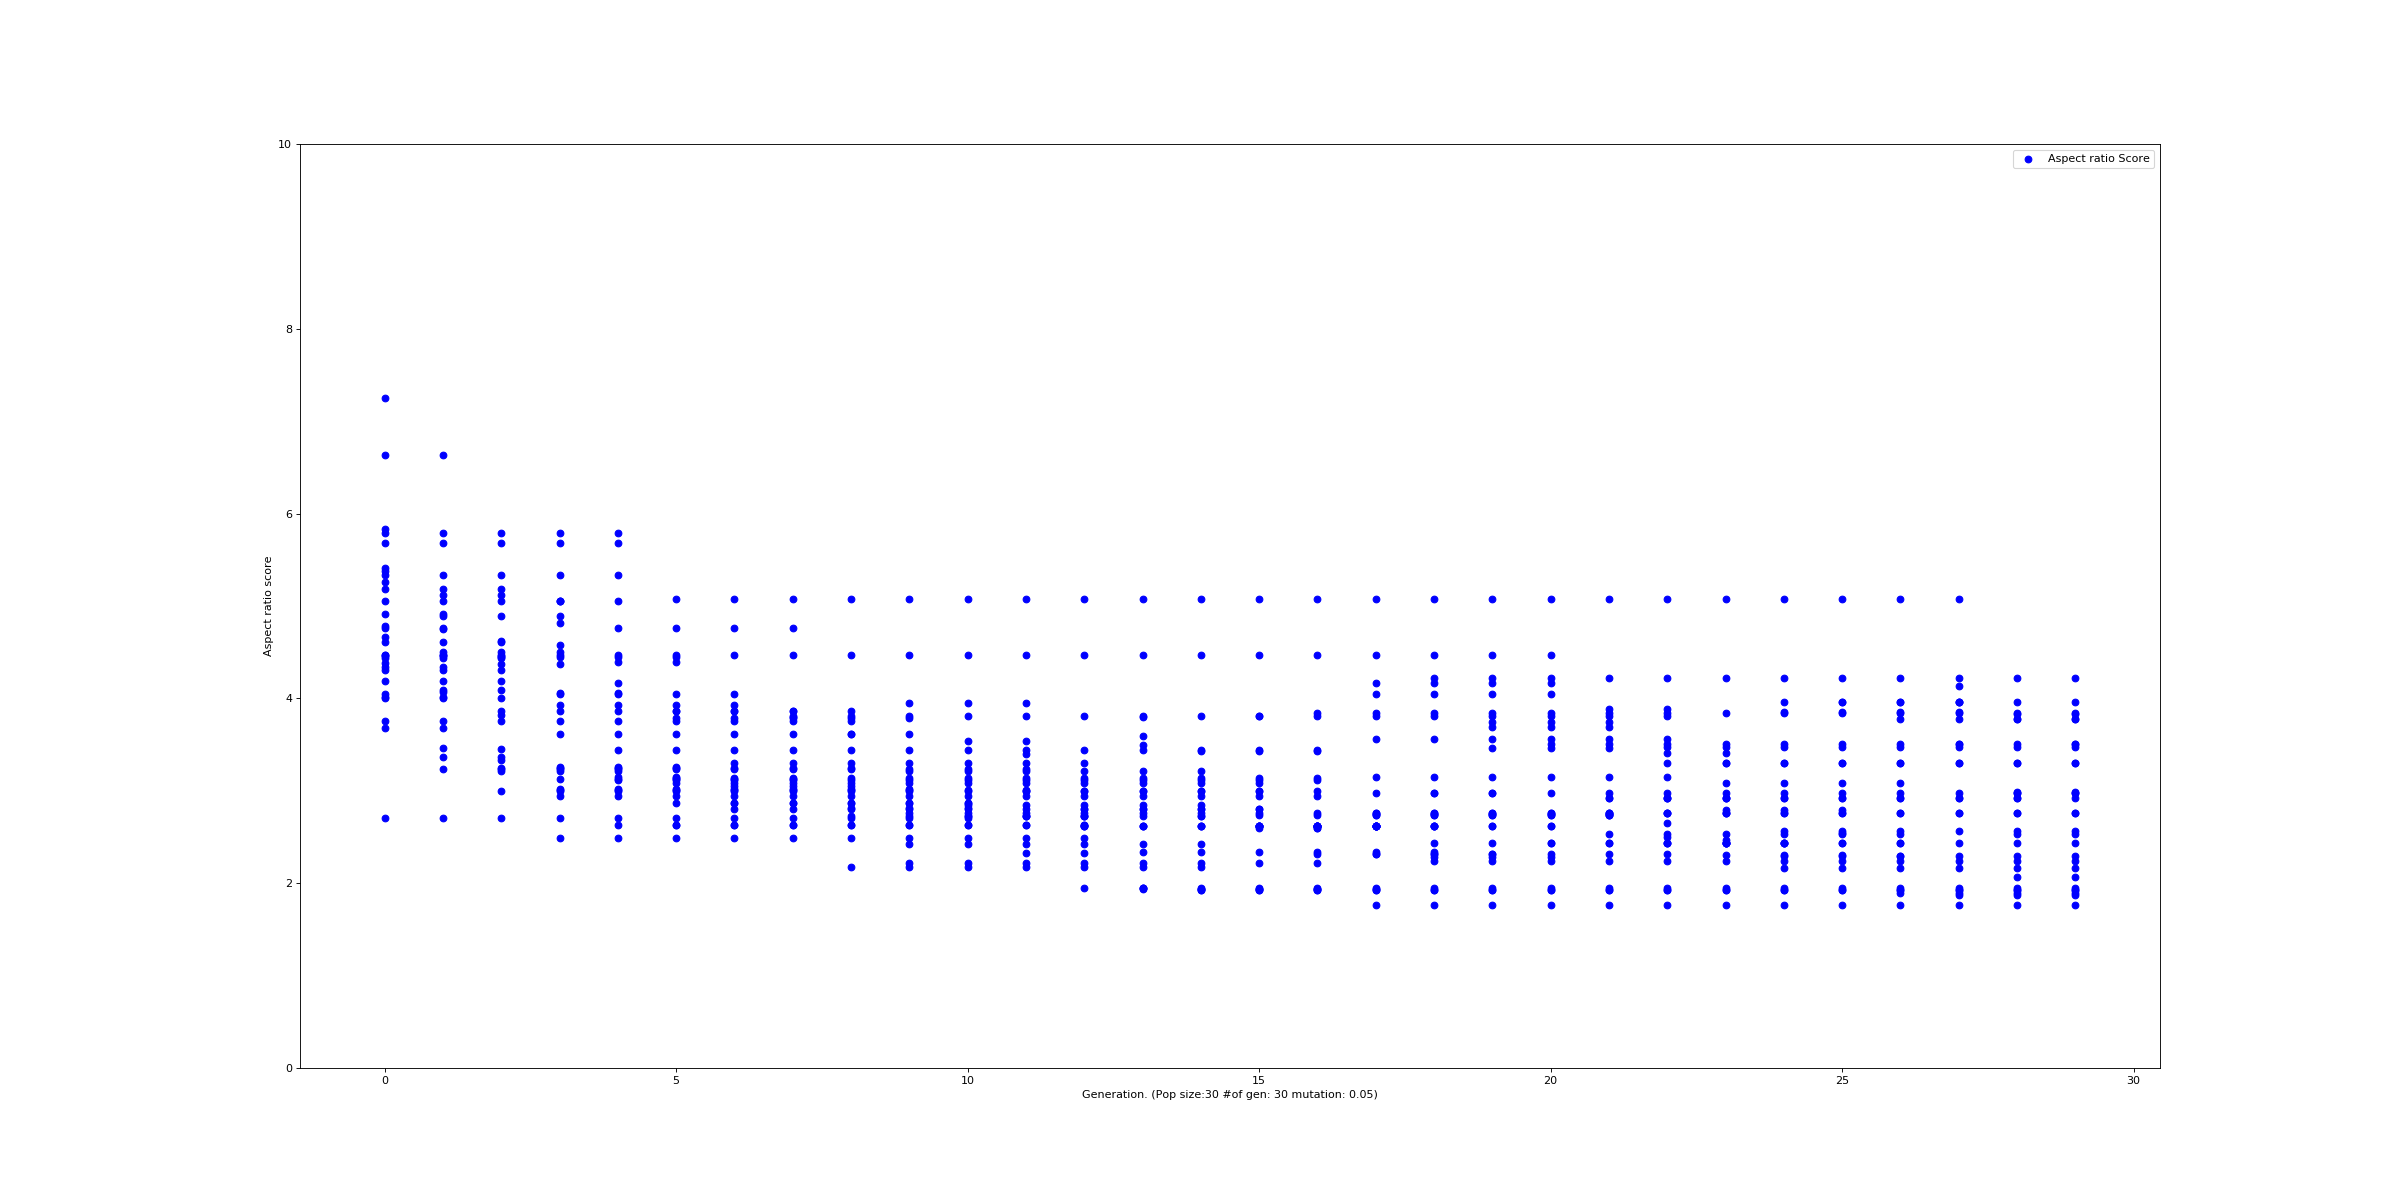 10
Aspect ratio Score
8
6
Aspect ratio score
4
2
0
0 5 10 15 20 25 30
Generation. (Pop size:30 #of gen: 30 mutation: 0.05)